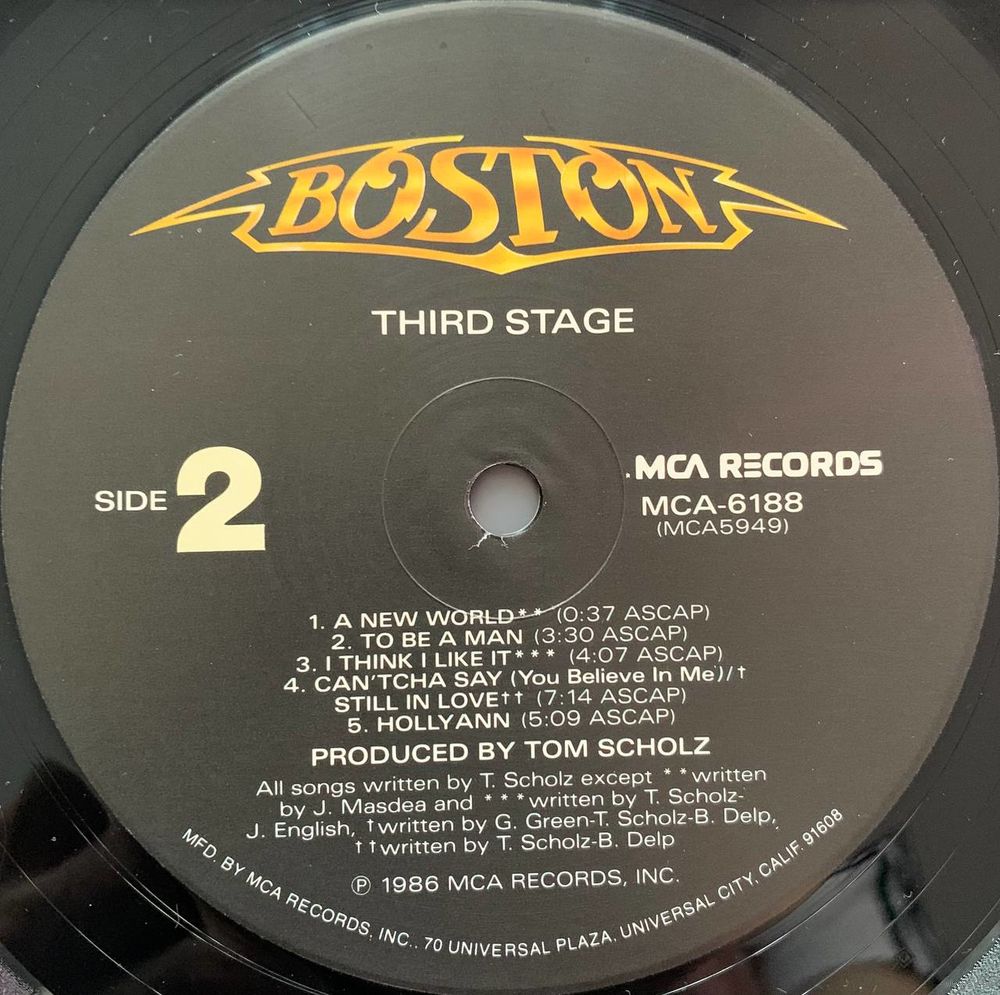 BOSTON
THIRD STAGE
SIDE 2
MCA RECORDS
MCA-6188
(MCA5949)
1. A NEW WORLD** (0:37 ASCAP)
2. TO BE A MAN (3:30 ASCAP)
3. I THINK I LIKE IT*** (4:07 ASCAP)
4. CAN'TCHA SAY (You Believe In Me)/†
STILL IN LOVE†† (7:14 ASCAP)
5. HOLLYANN (5:09 ASCAP)
PRODUCED BY TOM SCHOLZ
All songs written by T. Scholz except **written
by J. Masdea and ***written by T. Scholz-
J. English, †written by G. Green-T. Scholz-B. Delp,
††written by T. Scholz-B. Delp
℗ 1986 MCA RECORDS, INC.
MFD. BY MCA RECORDS, INC., 70 UNIVERSAL PLAZA, UNIVERSAL CITY, CALIF. 91608